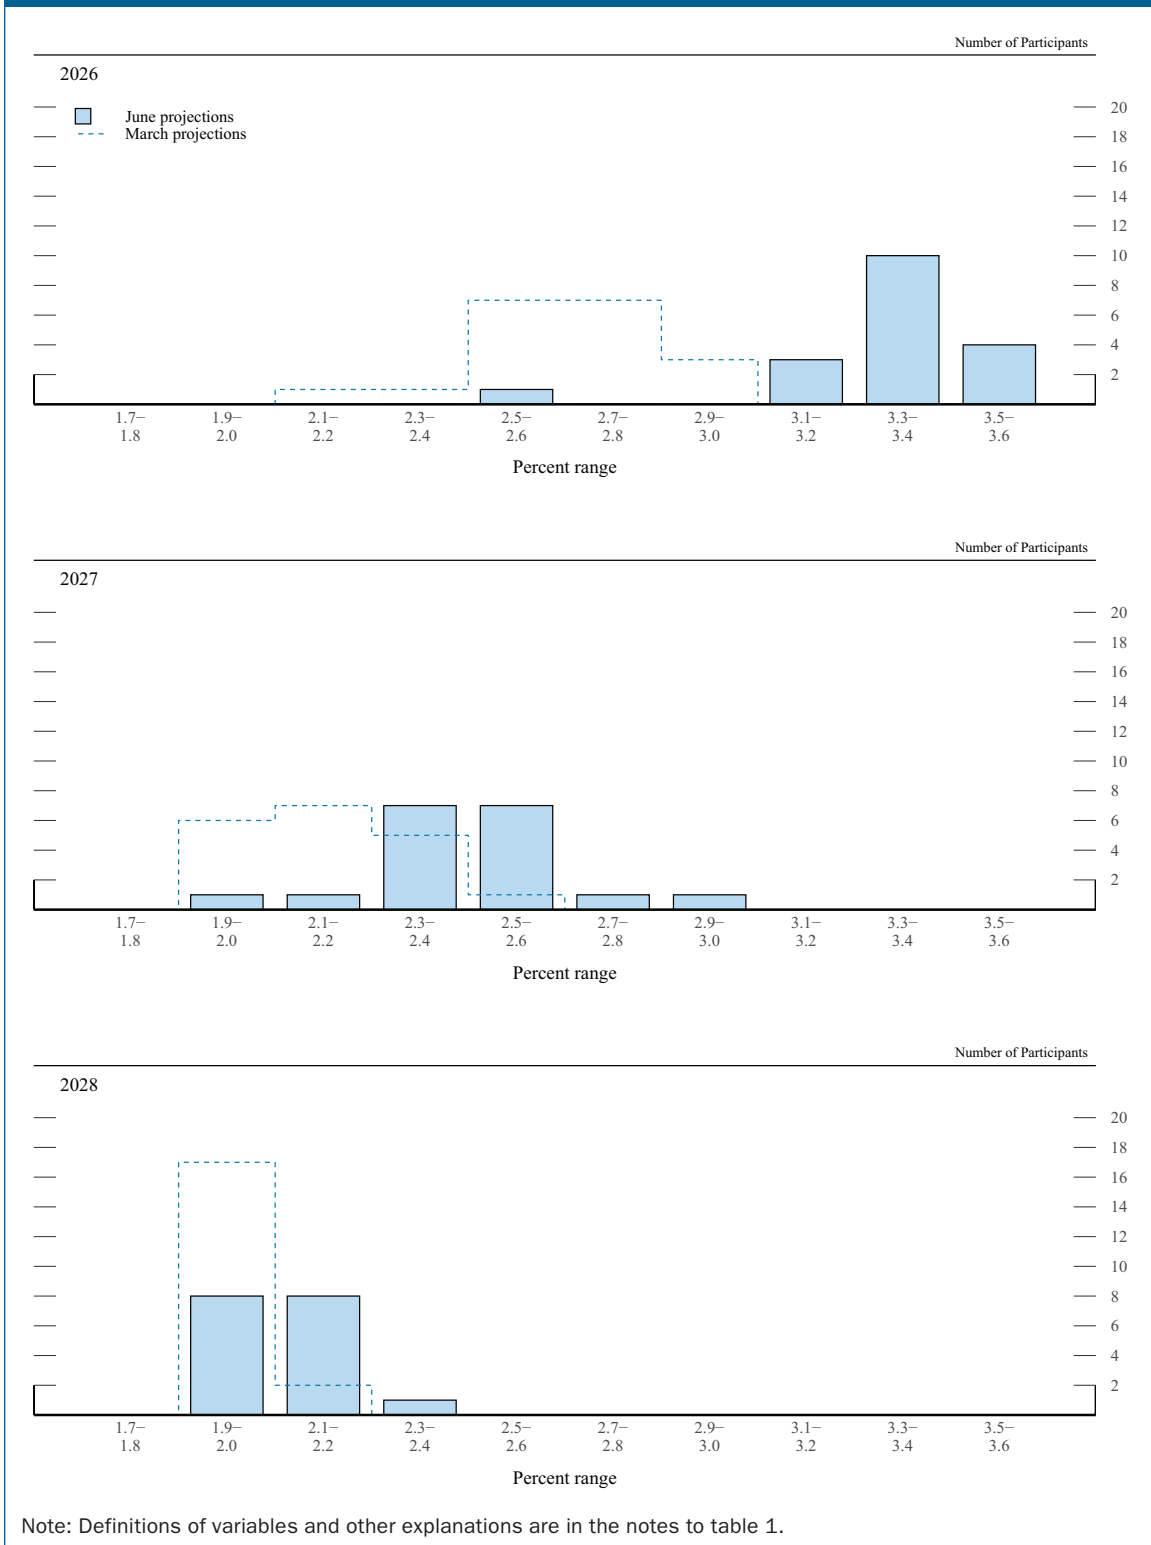 Number of Participants
2026
June projections
March projections
20
18
16
14
12
10
8
6
4
2
1.7– 1.9– 2.1– 2.3– 2.5– 2.7– 2.9– 3.1– 3.3– 3.5–
1.8 2.0 2.2 2.4 2.6 2.8 3.0 3.2 3.4 3.6
Percent range
Number of Participants
2027
20
18
16
14
12
10
8
6
4
2
1.7– 1.9– 2.1– 2.3– 2.5– 2.7– 2.9– 3.1– 3.3– 3.5–
1.8 2.0 2.2 2.4 2.6 2.8 3.0 3.2 3.4 3.6
Percent range
Number of Participants
2028
20
18
16
14
12
10
8
6
4
2
1.7– 1.9– 2.1– 2.3– 2.5– 2.7– 2.9– 3.1– 3.3– 3.5–
1.8 2.0 2.2 2.4 2.6 2.8 3.0 3.2 3.4 3.6
Percent range
Note: Definitions of variables and other explanations are in the notes to table 1.